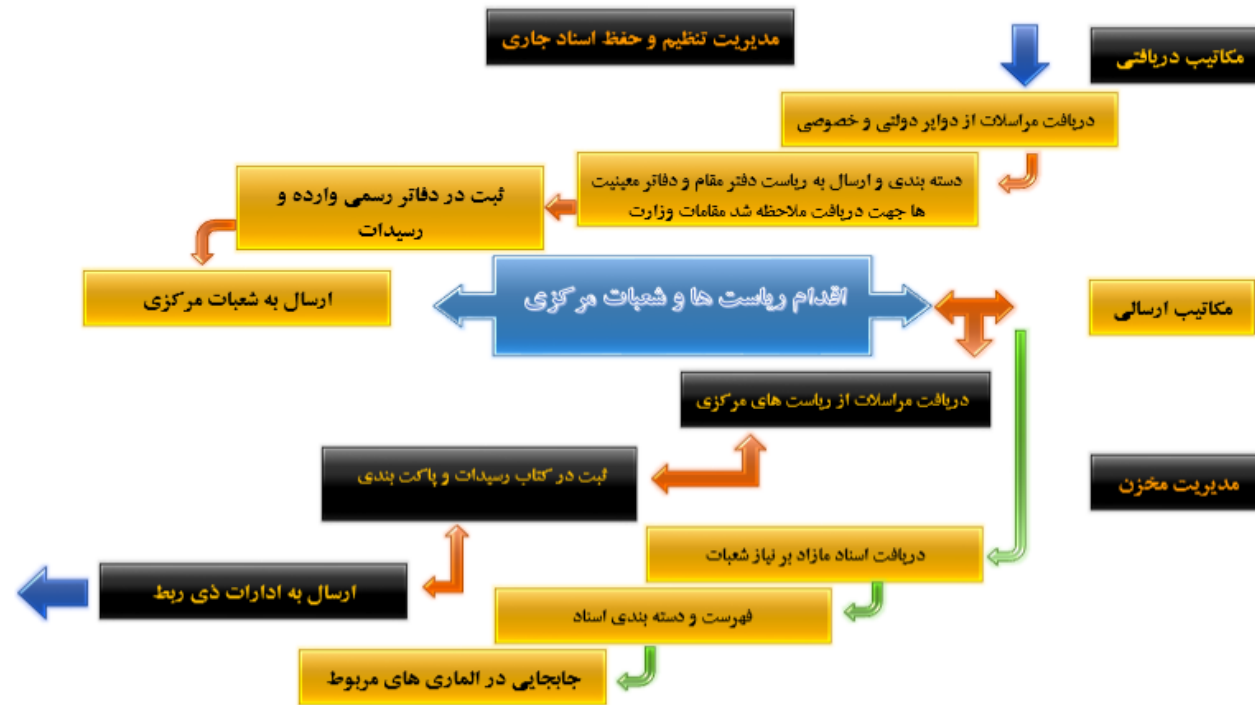 مدیریت تنظیم و حفظ اسناد جاری
مکاتیب دریافتی
دریافت مراسلات از دوایر دولتی و خصوصی
دسته بندی و ارسال به ریاست دفتر مقام و دفاتر معینیت
ها جهت دریافت ملاحظه شد مقامات وزارت
ثبت در دفاتر رسمی وارده و
رسیدات
ارسال به شعبات مرکزی
اقدام ریاست ها و شعبات مرکزی
مکاتیب ارسالی
دریافت مراسلات از ریاست های مرکزی
ثبت در کتاب رسیدات و پاکت بندی
ارسال به ادارات ذی ربط
مدیریت مخزن
دریافت اسناد مازاد بر نیاز شعبات
فهرست و دسته بندی اسناد
جابجایی در الماری های مربوط